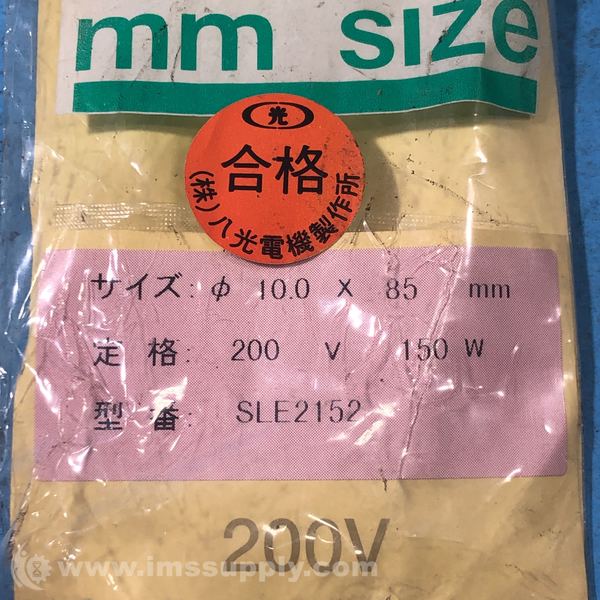 mm size
光
合格
(株)八光電機製作所
サイズ: φ 10.0 X 85 mm
定格: 200 V 150 W
型番: SLE2152
200V
www.imssupply.com